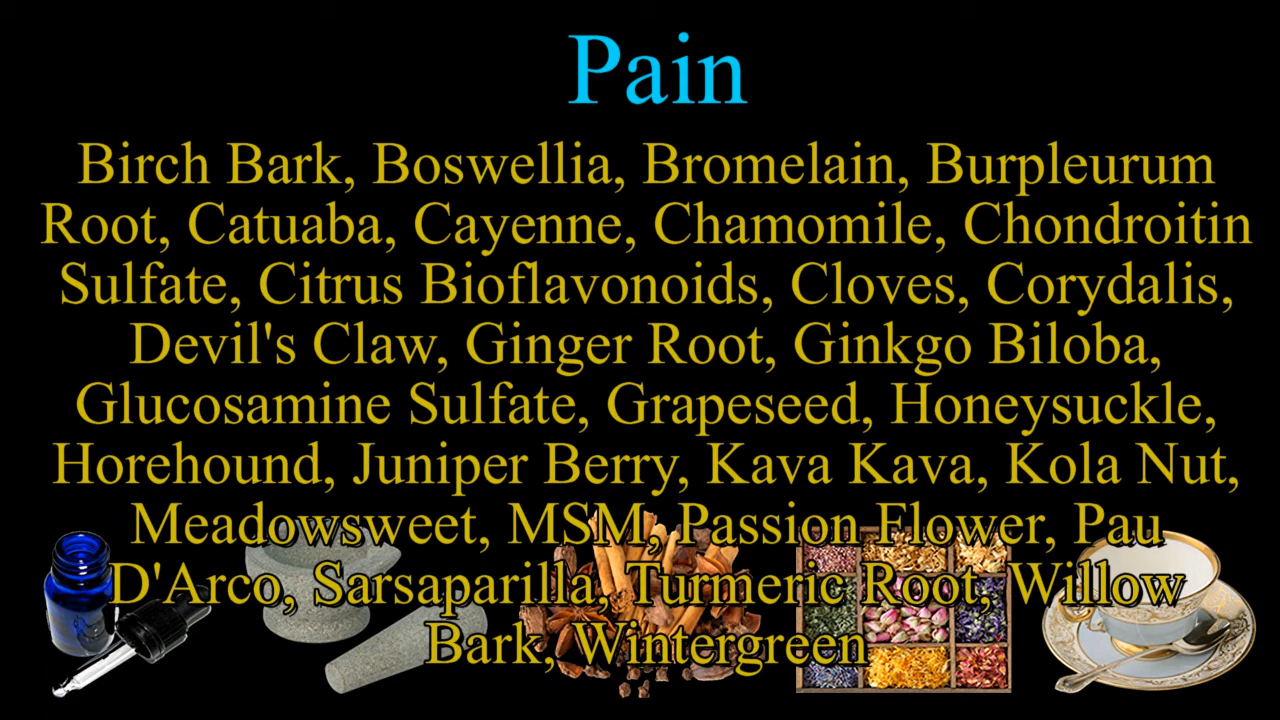 Pain
Birch Bark, Boswellia, Bromelain, Burpleurum
Root, Catuaba, Cayenne, Chamomile, Chondroitin
Sulfate, Citrus Bioflavonoids, Cloves, Corydalis,
Devil's Claw, Ginger Root, Ginkgo Biloba,
Glucosamine Sulfate, Grapeseed, Honeysuckle,
Horehound, Juniper Berry, Kava Kava, Kola Nut,
Meadowsweet, MSM, Passion Flower, Pau
D'Arco, Sarsaparilla, Turmeric Root, Willow
Bark, Wintergreen